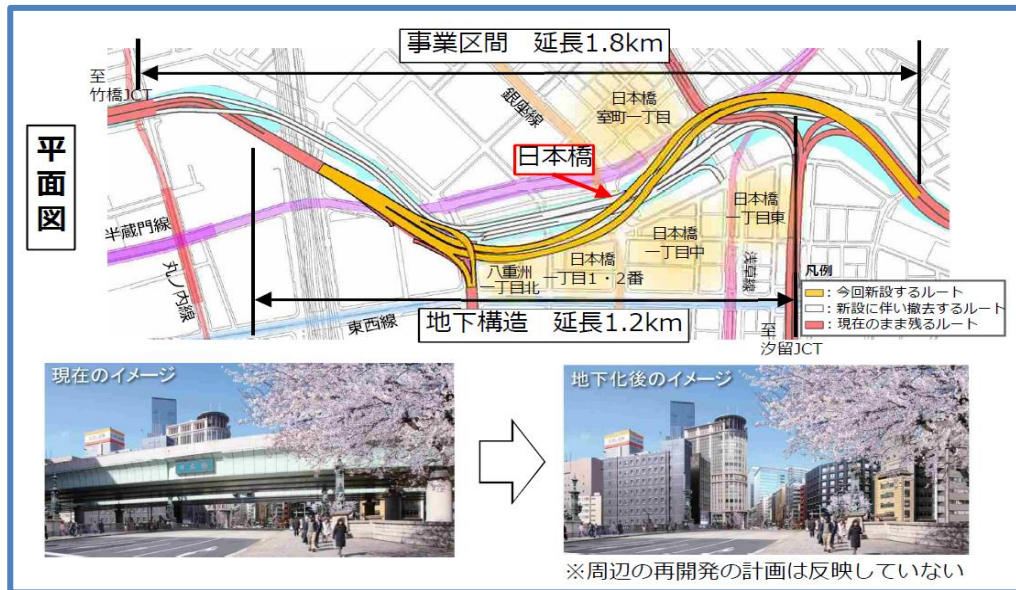 事業区間 延長1.8km
至
竹橋JCT
銀座線
日本橋
室町一丁目
平面図
日本橋
日本橋
一丁目東
半蔵門線
日本橋
一丁目中
丸ノ内線
八重洲
一丁目北
日本橋
一丁目1・2番
浅草線
凡例
：今回新設するルート
：新設に伴い撤去するルート
：現在のまま残るルート
東西線
地下構造 延長1.2km
至
汐留JCT
現在のイメージ
地下化後のイメージ
※周辺の再開発の計画は反映していない